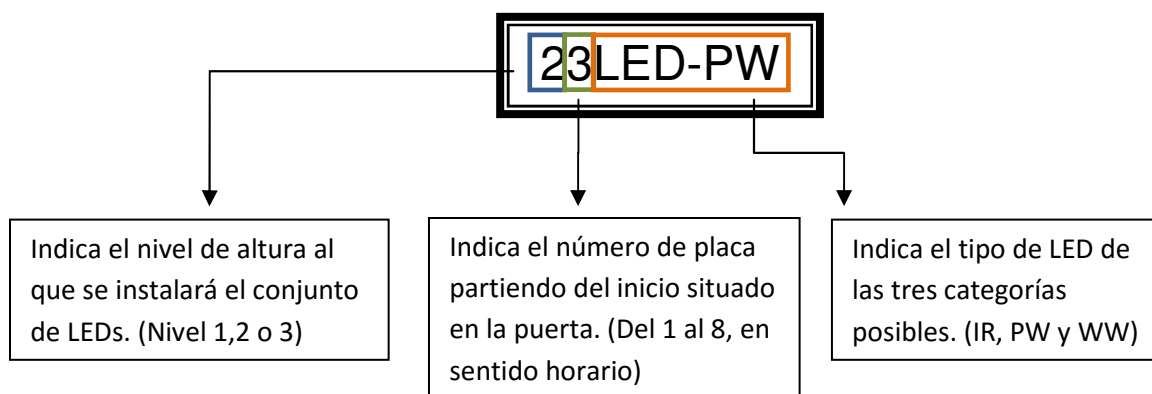 23LED-PW
Indica el nivel de altura al
que se instalará el conjunto
de LEDs. (Nivel 1,2 o 3)
Indica el número de placa
partiendo del inicio situado
en la puerta. (Del 1 al 8, en
sentido horario)
Indica el tipo de LED de
las tres categorías
posibles. (IR, PW y WW)